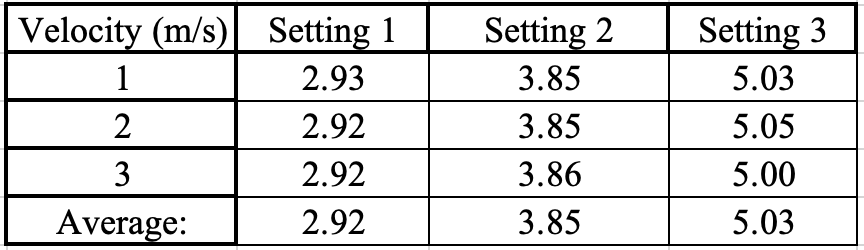 Velocity (m/s) Setting 1 Setting 2 Setting 3
1 2.93 3.85 5.03
2 2.92 3.85 5.05
3 2.92 3.86 5.00
Average: 2.92 3.85 5.03